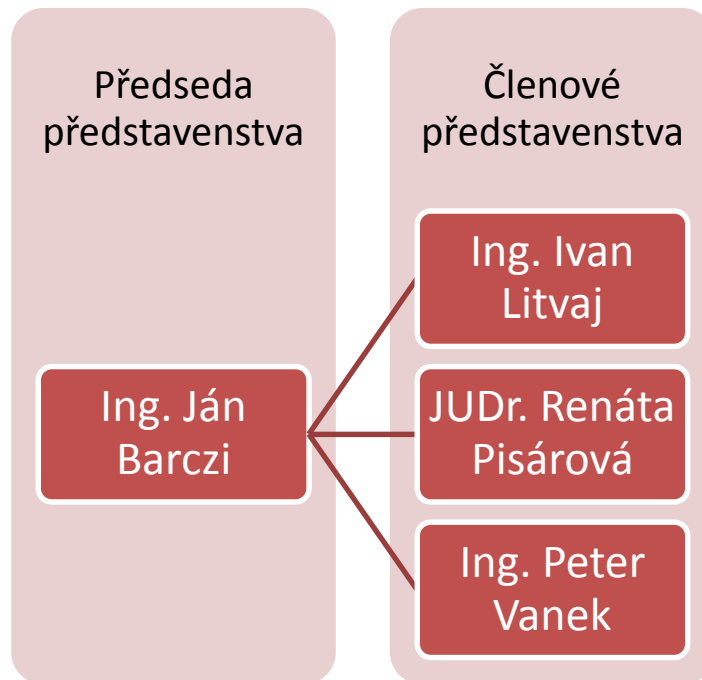 Předseda
představenstva
Ing. Ján
Barczi
Členové
představenstva
Ing. Ivan
Litvaj
JUDr. Renáta
Pisárová
Ing. Peter
Vanek